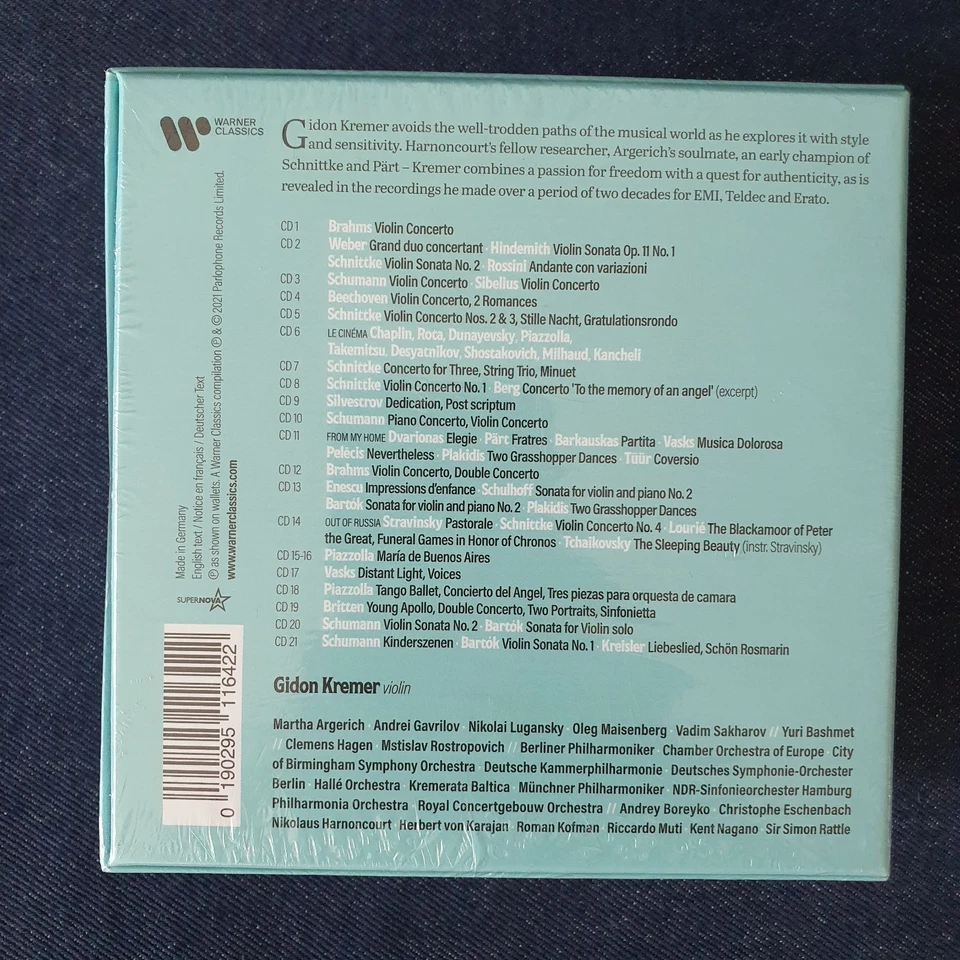 WARNER
CLASSICS
Gidon Kremer avoids the well-trodden paths of the musical world as he explores it with style
and sensitivity. Harnoncourt's fellow researcher, Argerich's soulmate, an early champion of
Schnittke and Pärt – Kremer combines a passion for freedom with a quest for authenticity, as is
revealed in the recordings he made over a period of two decades for EMI, Teldec and Erato.
CD 1 Brahms Violin Concerto
CD 2 Weber Grand duo concertant · Hindemith Violin Sonata Op. 11 No. 1
Schnittke Violin Sonata No. 2 · Rossini Andante con variazioni
CD 3 Schumann Violin Concerto · Sibelius Violin Concerto
CD 4 Beethoven Violin Concerto, 2 Romances
CD 5 Schnittke Violin Concerto Nos. 2 & 3, Stille Nacht, Gratulationsrondo
CD 6 LE CINÉMA Chaplin, Rota, Dunayevsky, Piazzolla,
Takemitsu, Desyatnikov, Shostakovich, Milhaud, Kancheli
CD 7 Schnittke Concerto for Three, String Trio, Minuet
CD 8 Schnittke Violin Concerto No. 1 · Berg Concerto 'To the memory of an angel' (excerpt)
CD 9 Silvestrov Dedication, Post scriptum
CD 10 Schumann Piano Concerto, Violin Concerto
CD 11 FROM MY HOME Dvarionas Elegie · Pärt Fratres · Barkauskas Partita · Vasks Musica Dolorosa
Pelécis Nevertheless · Plakidis Two Grasshopper Dances · Tüür Coversio
CD 12 Brahms Violin Concerto, Double Concerto
CD 13 Enescu Impressions d'enfance · Schulhoff Sonata for violin and piano No. 2
Bartók Sonata for violin and piano No. 2 · Plakidis Two Grasshopper Dances
CD 14 OUT OF RUSSIA Stravinsky Pastorale · Schnittke Violin Concerto No. 4 · Lourié The Blackamoor of Peter
the Great, Funeral Games in Honor of Chronos · Tchaikovsky The Sleeping Beauty (instr. Stravinsky)
CD 15-16 Piazzolla María de Buenos Aires
CD 17 Vasks Distant Light, Voices
CD 18 Piazzolla Tango Ballet, Concierto del Angel, Tres piezas para orquesta de camara
CD 19 Britten Young Apollo, Double Concerto, Two Portraits, Sinfonietta
CD 20 Schumann Violin Sonata No. 2 · Bartók Sonata for Violin solo
CD 21 Schumann Kinderszenen · Bartók Violin Sonata No. 1 · Kreisler Liebeslied, Schön Rosmarin
Gidon Kremer violin
Martha Argerich · Andrei Gavrilov · Nikolai Lugansky · Oleg Maisenberg · Vadim Sakharov // Yuri Bashmet
// Clemens Hagen · Mstislav Rostropovich // Berliner Philharmoniker · Chamber Orchestra of Europe · City
of Birmingham Symphony Orchestra · Deutsche Kammerphilharmonie · Deutsches Symphonie-Orchester
Berlin · Hallé Orchestra · Kremerata Baltica · Münchner Philharmoniker · NDR-Sinfonieorchester Hamburg
Philharmonia Orchestra · Royal Concertgebouw Orchestra // Andrey Boreyko · Christophe Eschenbach
Nikolaus Harnoncourt · Herbert von Karajan · Roman Kofman · Riccardo Muti · Kent Nagano · Sir Simon Rattle
Made in Germany
English text / Notice en français / Deutscher Text
℗ as shown on wallets. A Warner Classics compilation ℗ & © 2021 Parlophone Records Limited.
www.warnerclassics.com
SUPERNOVA
0 190295 116422